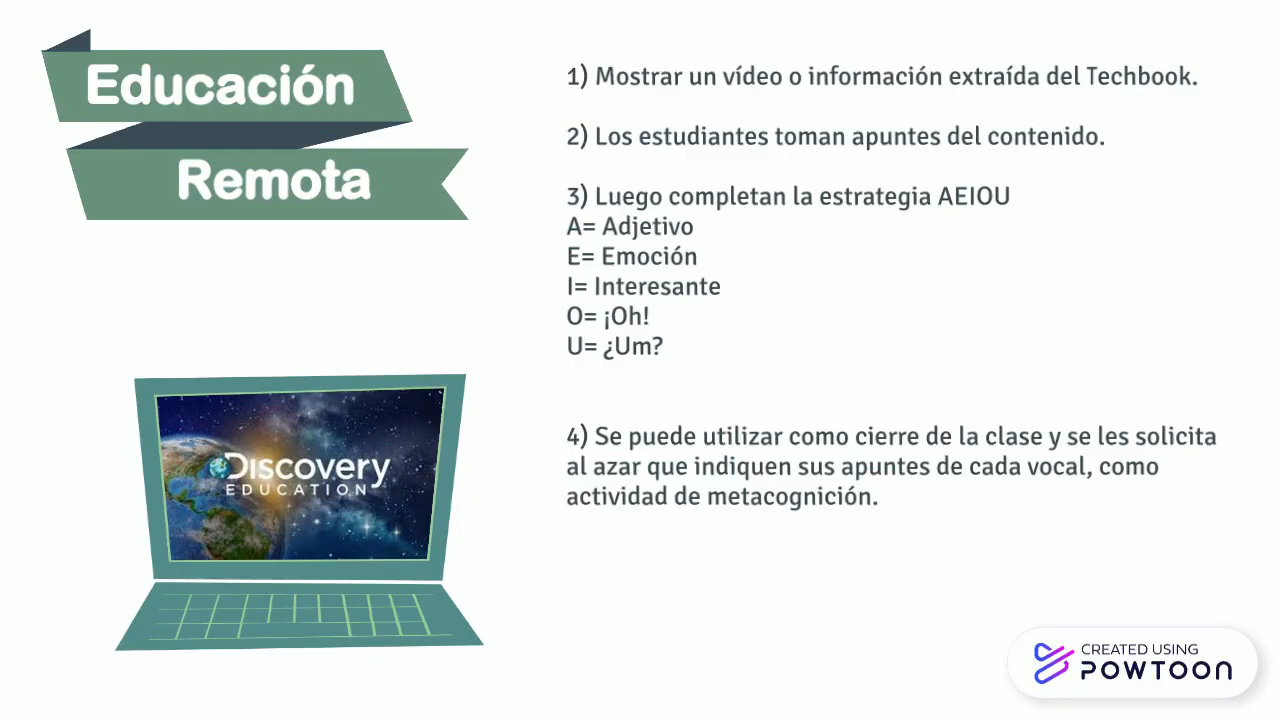 Educación
Remota
1) Mostrar un vídeo o información extraída del Techbook.
2) Los estudiantes toman apuntes del contenido.
3) Luego completan la estrategia AEIOU
A= Adjetivo
E= Emoción
I= Interesante
O= ¡Oh!
U= ¿Um?
4) Se puede utilizar como cierre de la clase y se les solicita
al azar que indiquen sus apuntes de cada vocal, como
actividad de metacognición.
Discovery
EDUCATION
CREATED USING
POWTOON